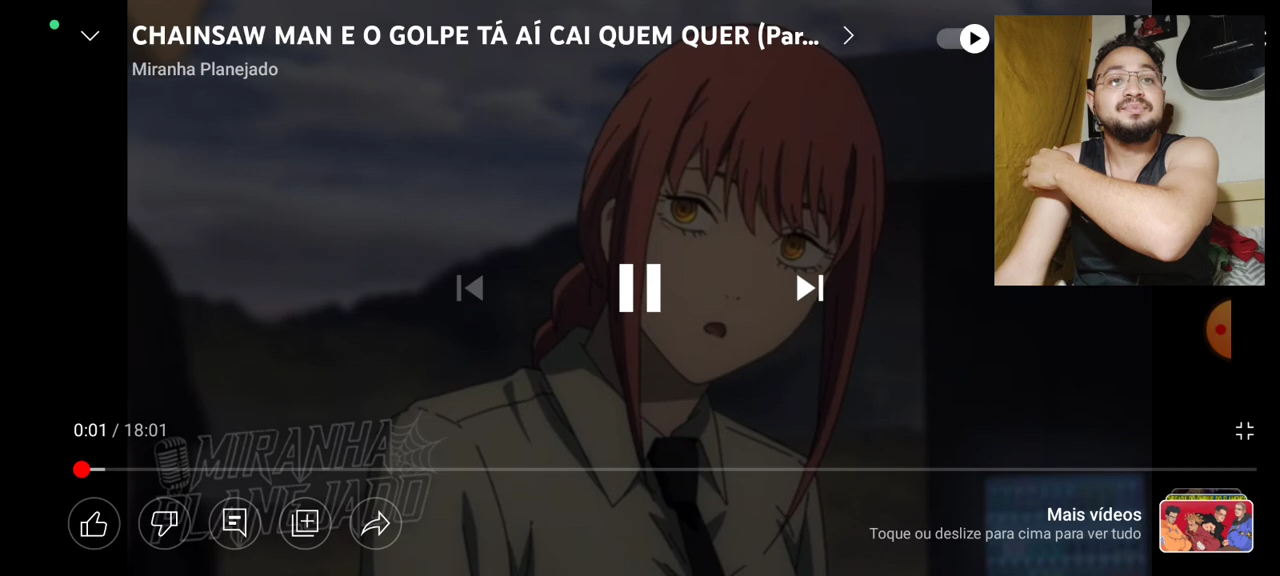 CHAINSAW MAN E O GOLPE TÁ AÍ CAI QUEM QUER (Par...
Miranha Planejado
0:01 / 18:01
MIRANHA
PLANEJADO
Mais vídeos
Toque ou deslize para cima para ver tudo